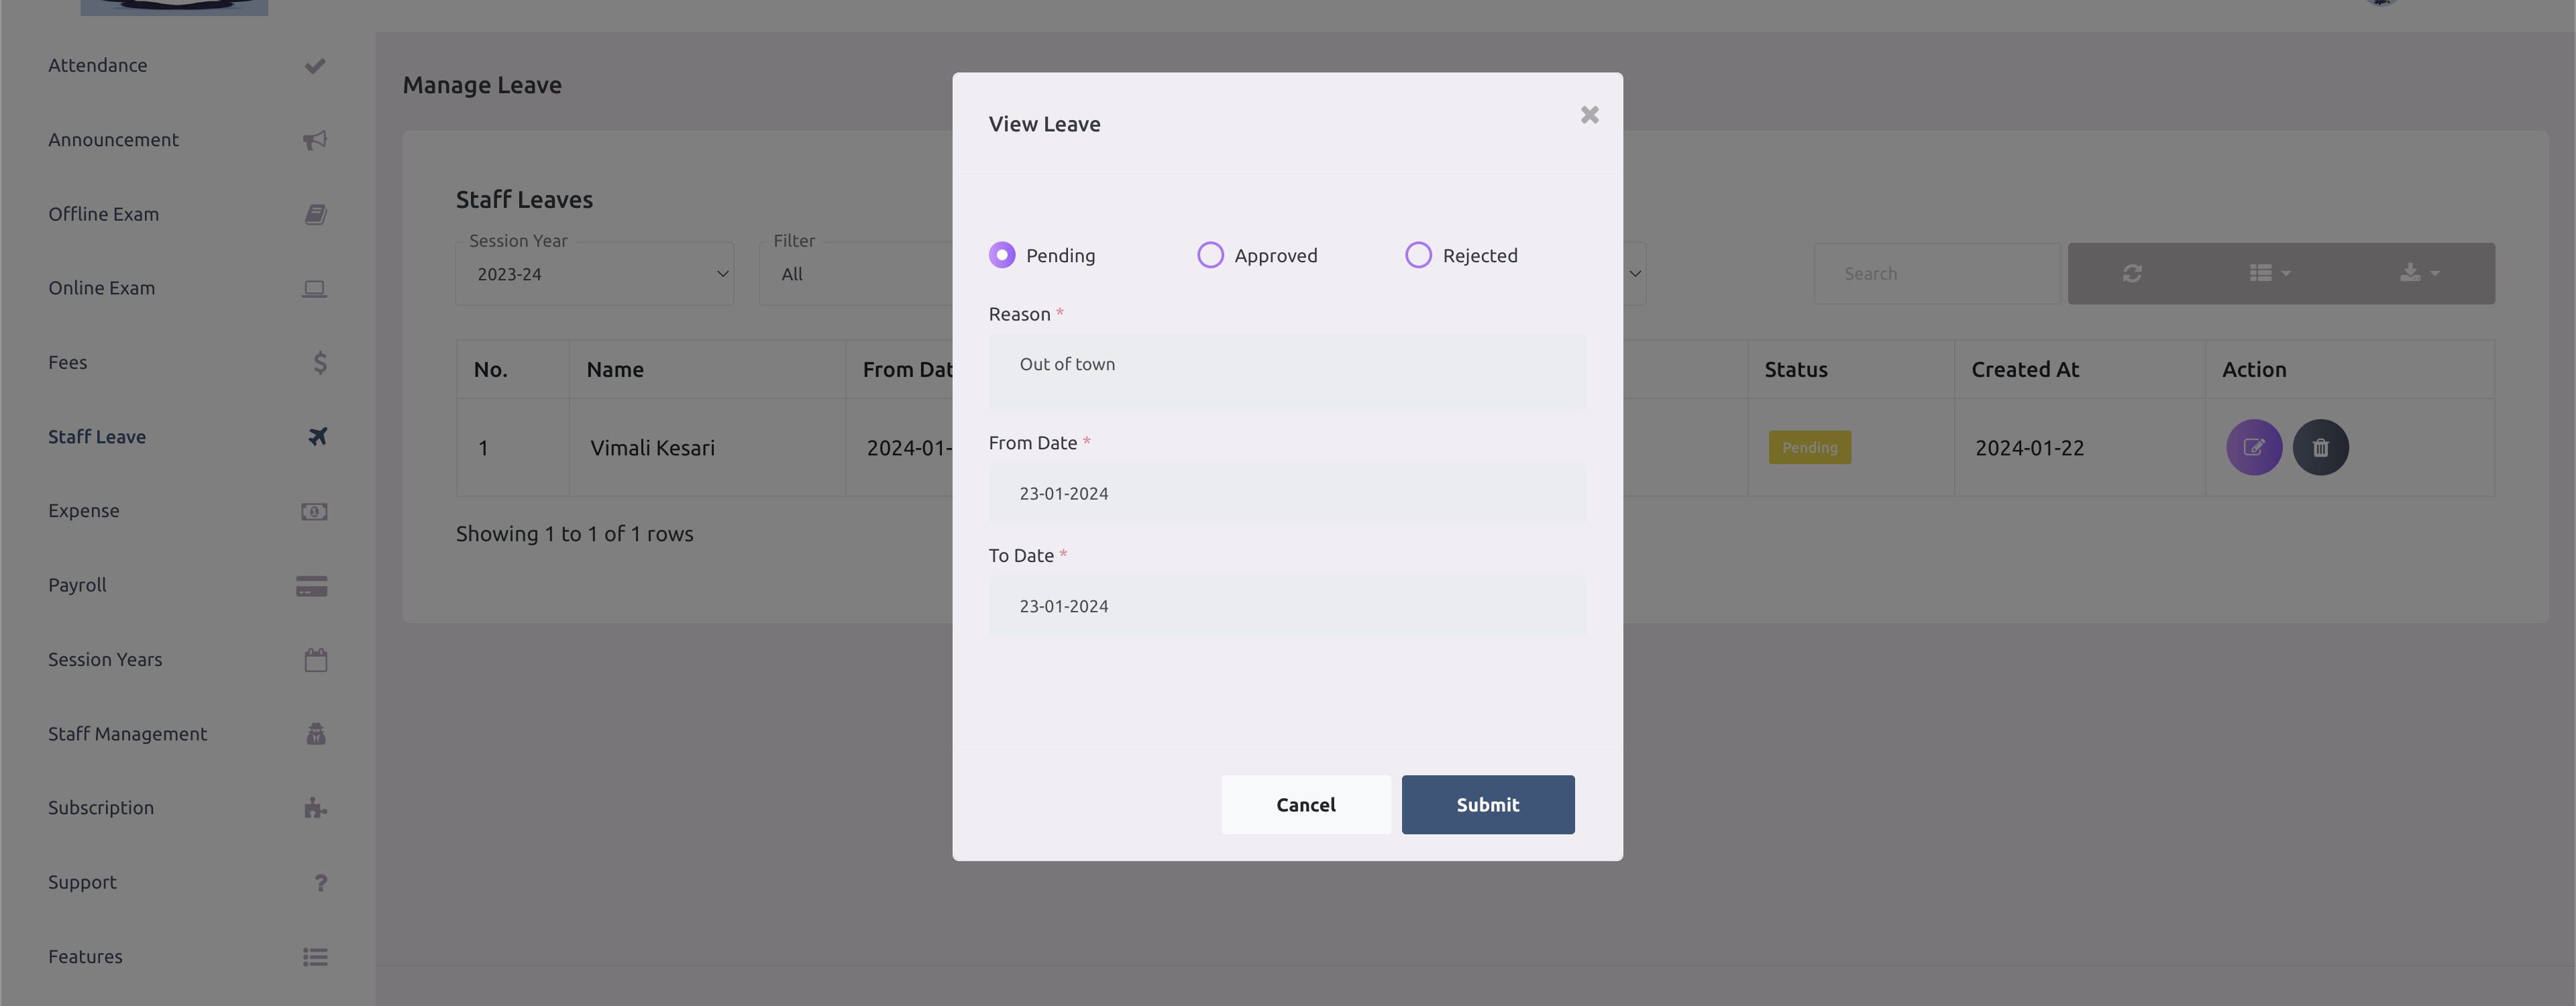 Attendance
Announcement
Offline Exam
Online Exam
Fees
Staff Leave
Expense
Payroll
Session Years
Staff Management
Subscription
Support
Features
Manage Leave
Staff Leaves
Session Year
2023-24
Filter
All
Search
No. Name From Dat Status Created At Action
1 Vimali Kesari 2024-01- Pending 2024-01-22
Showing 1 to 1 of 1 rows
View Leave
Pending Approved Rejected
Reason *
Out of town
From Date *
23-01-2024
To Date *
23-01-2024
Cancel Submit